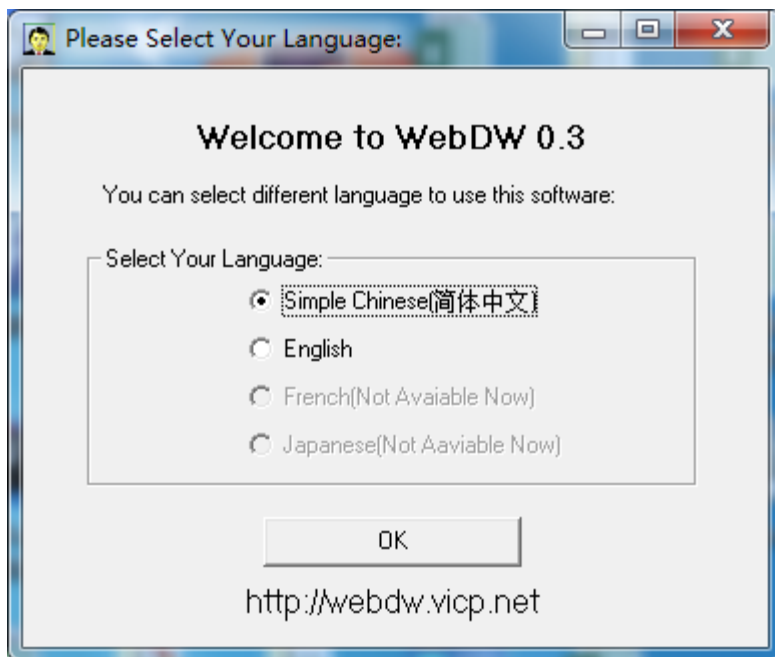 Please Select Your Language:
Welcome to WebDW 0.3
You can select different language to use this software:
Select Your Language:
Simple Chinese(简体中文)
English
French(Not Avaiable Now)
Japanese(Not Aaviable Now)
OK
http://webdw.vicp.net